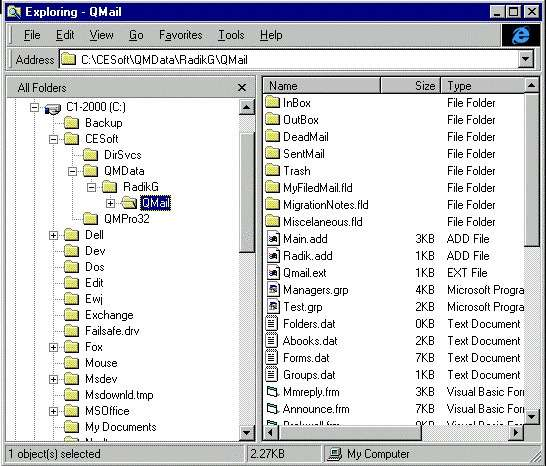 Exploring - QMail
File Edit View Go Favorites Tools Help
Address C:\CESoft\QMData\RadikG\QMail
All Folders
C1-2000 (C:)
Backup
CESoft
DirSvcs
QMData
RadikG
QMail
QMPro32
Dell
Dev
Dos
Edit
Ewj
Exchange
Failsafe.drv
Fox
Mouse
Msdev
Msdownld.tmp
MSOffice
My Documents
Name Size Type
InBox File Folder
OutBox File Folder
DeadMail File Folder
SentMail File Folder
Trash File Folder
MyFiledMail.fld File Folder
MigrationNotes.fld File Folder
Miscelaneous.fld File Folder
Main.add 3KB ADD File
Radik.add 1KB ADD File
Qmail.ext 1KB EXT File
Managers.grp 4KB Microsoft Progra
Test.grp 2KB Microsoft Progra
Folders.dat 0KB Text Document
Abooks.dat 2KB Text Document
Forms.dat 7KB Text Document
Groups.dat 1KB Text Document
Mmreply.frm 3KB Visual Basic For
Announce.frm 7KB Visual Basic For
1 object(s) selected 2.27KB My Computer